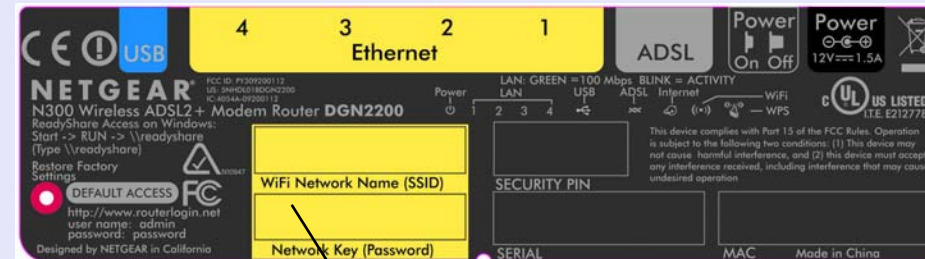 4 3 2 1
Ethernet
USB
ADSL
Power
On Off
Power
12V 1.5A
NETGEAR®
FCC ID: PY309200112
US: 5NHDL01BDGN2200
IC:4054A-09200112
N300 Wireless ADSL2+ Modem Router DGN2200
LAN: GREEN =100 Mbps BLINK = ACTIVITY
Power LAN USB ADSL Internet WiFi
1 2 3 4 WPS
C UL US LISTED
I.T.E. E212778
ReadyShare Access on Windows:
Start -> RUN -> \\readyshare
(Type \\readyshare)
Restore Factory
Settings
DEFAULT ACCESS
FC
http://www.routerlogin.net
user name: admin
password: password
Designed by NETGEAR in California
WiFi Network Name (SSID)
Network Key (Password)
SECURITY PIN
This device complies with Part 15 of the FCC Rules. Operation
is subject to the following two conditions: (1) This device may
not cause harmful interference, and (2) this device must accept
any interference received, including interference that may cause
undesired operation
SERIAL
MAC
Made in China